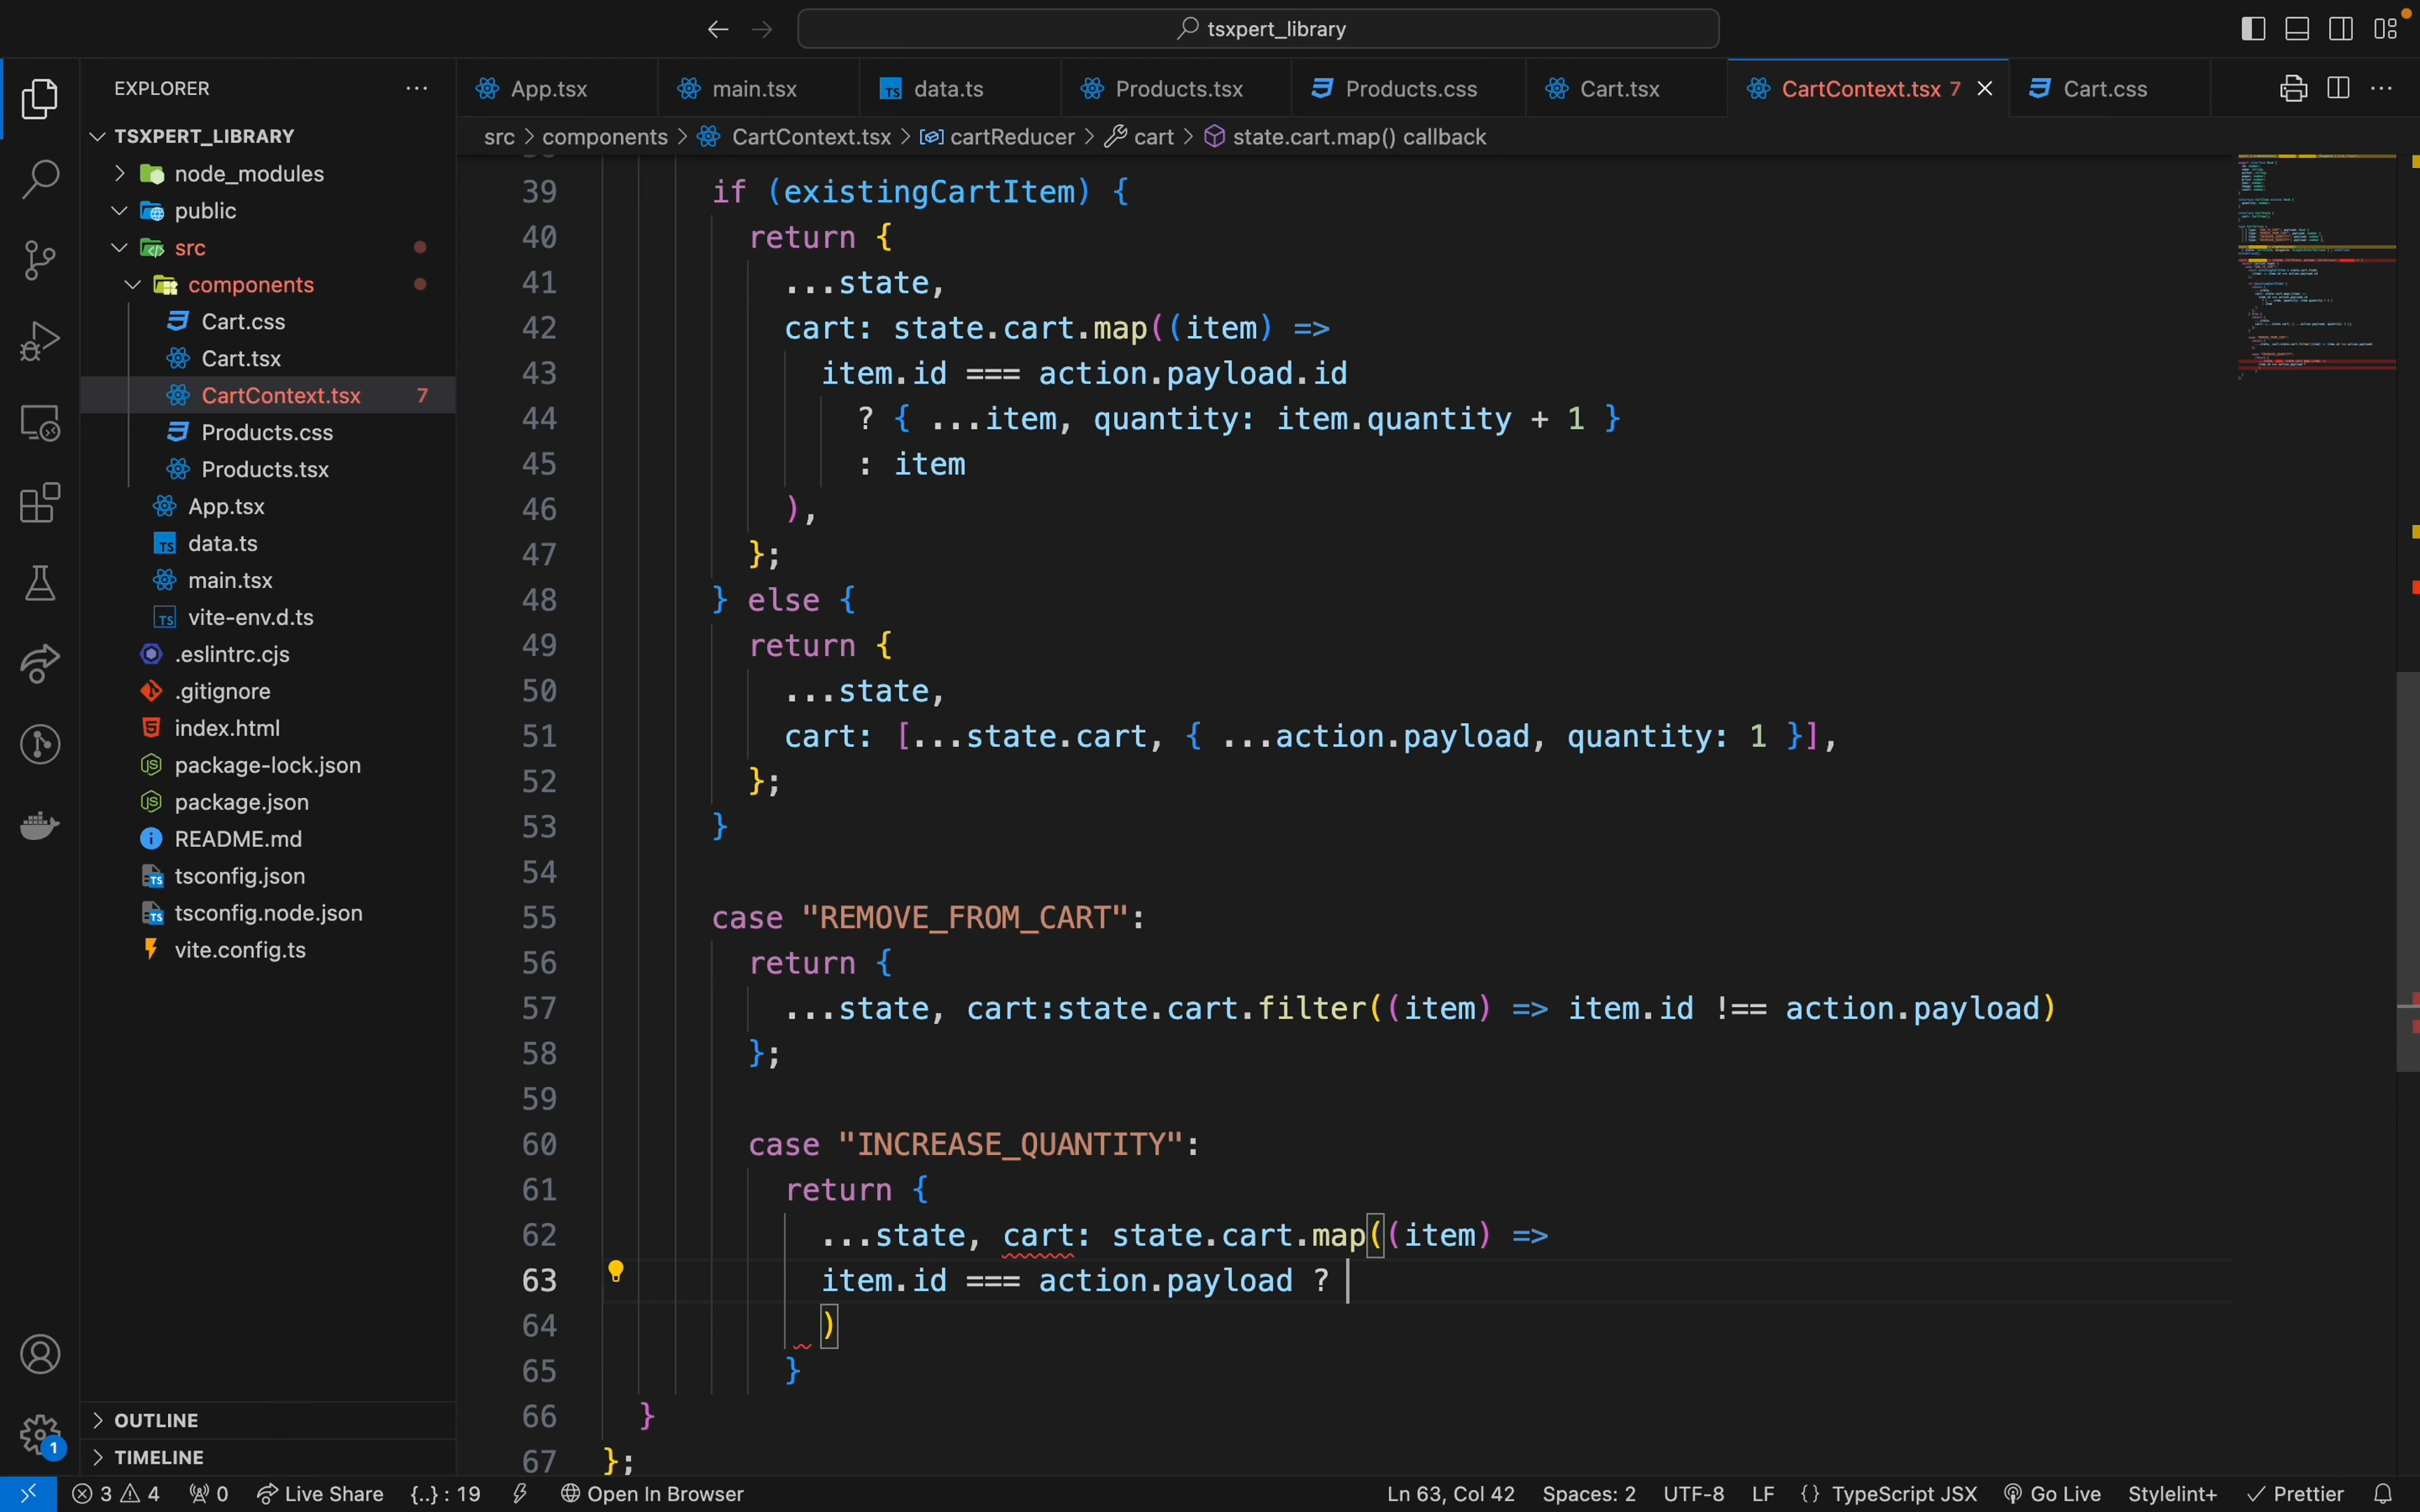 tsxpert_library
EXPLORER
TSXPERT_LIBRARY
node_modules
public
src
components
Cart.css
Cart.tsx
CartContext.tsx 7
Products.css
Products.tsx
App.tsx
data.ts
main.tsx
vite-env.d.ts
.eslintrc.cjs
.gitignore
index.html
package-lock.json
package.json
README.md
tsconfig.json
tsconfig.node.json
vite.config.ts
OUTLINE
TIMELINE
1
App.tsx main.tsx data.ts Products.tsx Products.css Cart.tsx CartContext.tsx 7 Cart.css
src > components > CartContext.tsx > cartReducer > cart > state.cart.map() callback
39 if (existingCartItem) {
40 return {
41 ...state,
42 cart: state.cart.map((item) =>
43 item.id === action.payload.id
44 ? { ...item, quantity: item.quantity + 1 }
45 : item
46 ),
47 };
48 } else {
49 return {
50 ...state,
51 cart: [...state.cart, { ...action.payload, quantity: 1 }],
52 };
53 }
54
55 case "REMOVE_FROM_CART":
56 return {
57 ...state, cart:state.cart.filter((item) => item.id !== action.payload)
58 };
59
60 case "INCREASE_QUANTITY":
61 return {
62 ...state, cart: state.cart.map((item) =>
63 item.id === action.payload ?
64 )
65 }
66 }
67 };
3 4 0 Live Share {..} : 19 Open In Browser Ln 63, Col 42 Spaces: 2 UTF-8 LF {} TypeScript JSX Go Live Stylelint+ Prettier